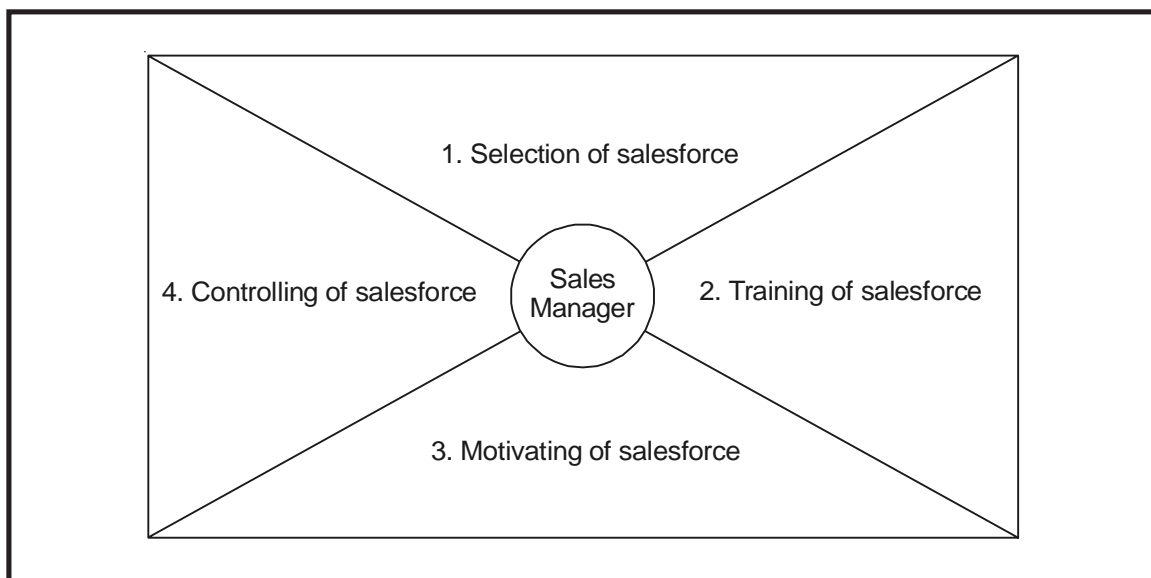 1. Selection of salesforce
4. Controlling of salesforce
Sales
Manager
2. Training of salesforce
3. Motivating of salesforce